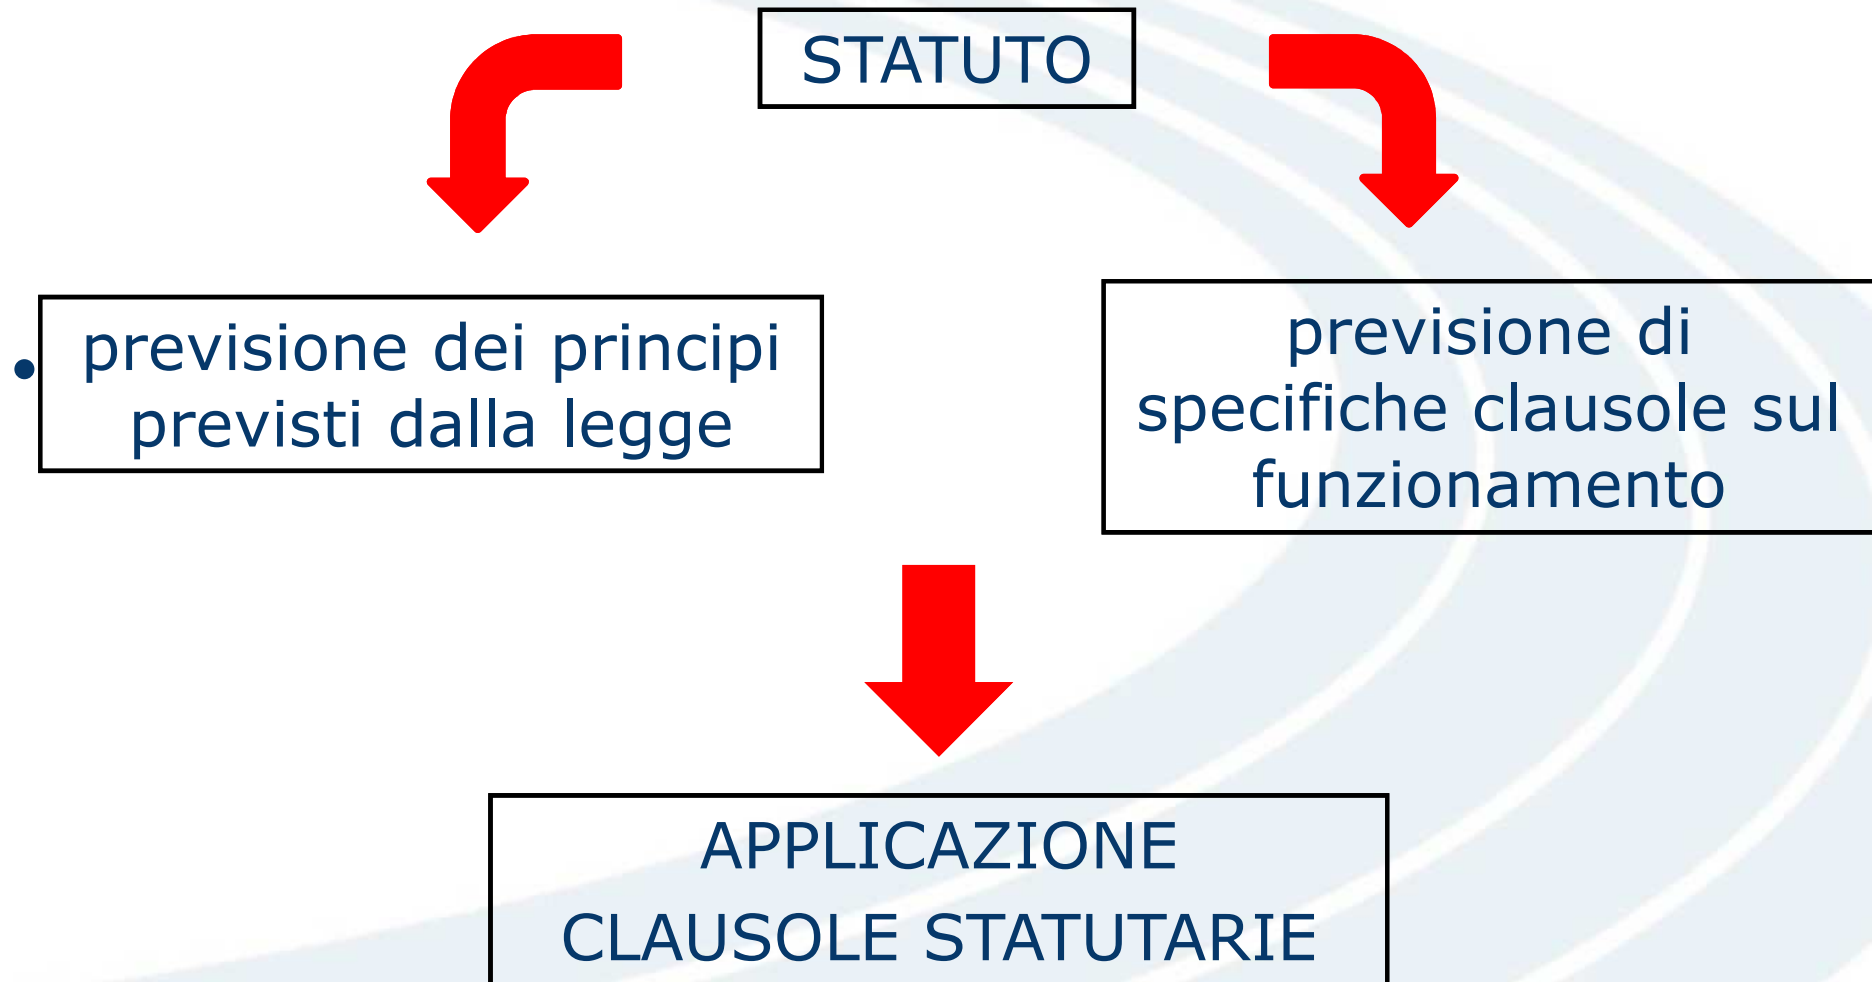 STATUTO
• previsione dei principi
previsti dalla legge
previsione di
specifiche clausole sul
funzionamento
APPLICAZIONE
CLAUSOLE STATUTARIE